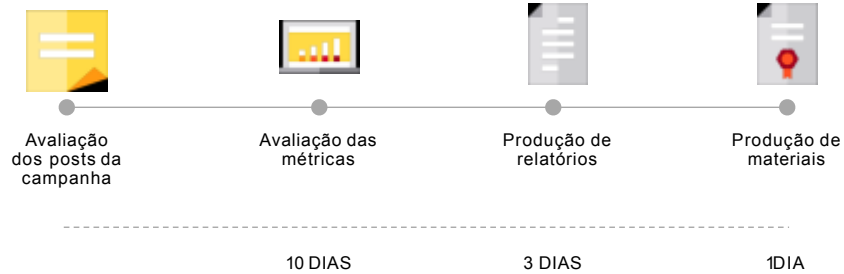 Avaliação
dos posts da
campanha
Avaliação das
métricas
Produção de
relatórios
Produção de
materiais
10 DIAS
3 DIAS
1DIA